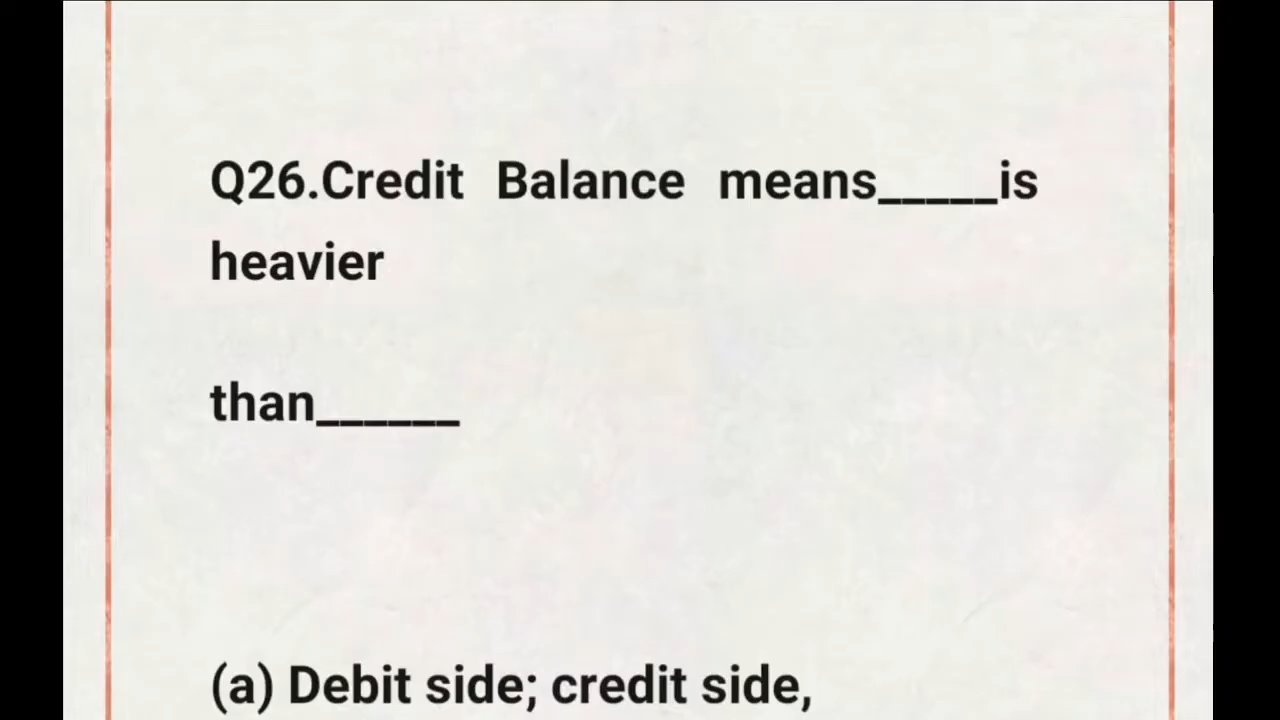 Q26.Credit Balance means_____is
heavier
than______
(a) Debit side; credit side,